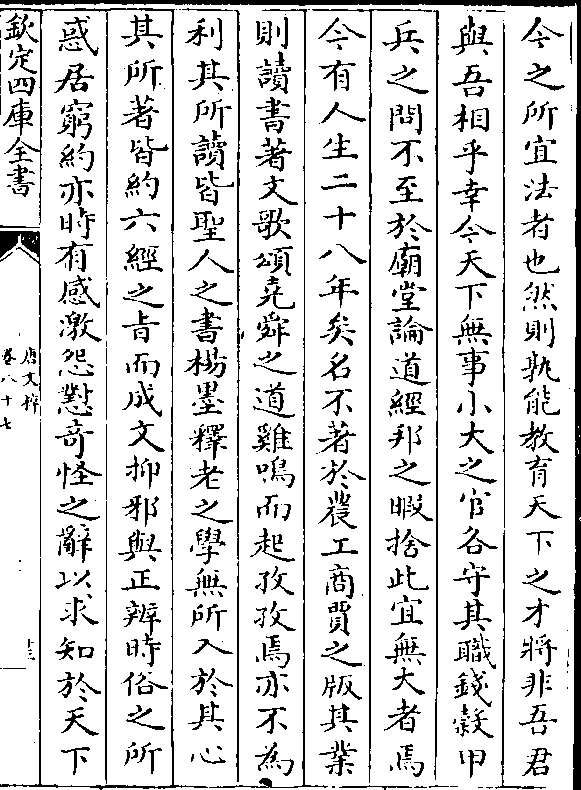 今之所宜法者也然則孰能教育天下之才將非吾君
與吾相乎幸今天下無事小大之官各守其職錢穀甲
兵之問不至於廟堂論道經邦之暇捨此宜無大者焉
今有人生二十八年矣名不著於農工商賈之版其業
則讀書著文歌頌堯舜之道雞鳴而起孜孜焉亦不為
利其所讀皆聖人之書楊墨釋老之學無所入於其心
其所著皆約六經之旨而成文抑邪與正辨時俗之所
惑居窮約亦時有感激怨懟奇怪之辭以求知於天下
欽定四庫全書
唐文粹
卷八十七
十三